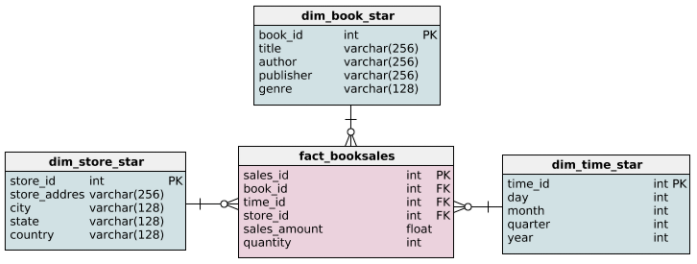 dim_book_star
book_id int PK
title varchar(256)
author varchar(256)
publisher varchar(256)
genre varchar(128)
dim_store_star
store_id int PK
store_addres varchar(256)
city varchar(128)
state varchar(128)
country varchar(128)
fact_booksales
sales_id int PK
book_id int FK
time_id int FK
store_id int FK
sales_amount float
quantity int
dim_time_star
time_id int PK
day int
month int
quarter int
year int